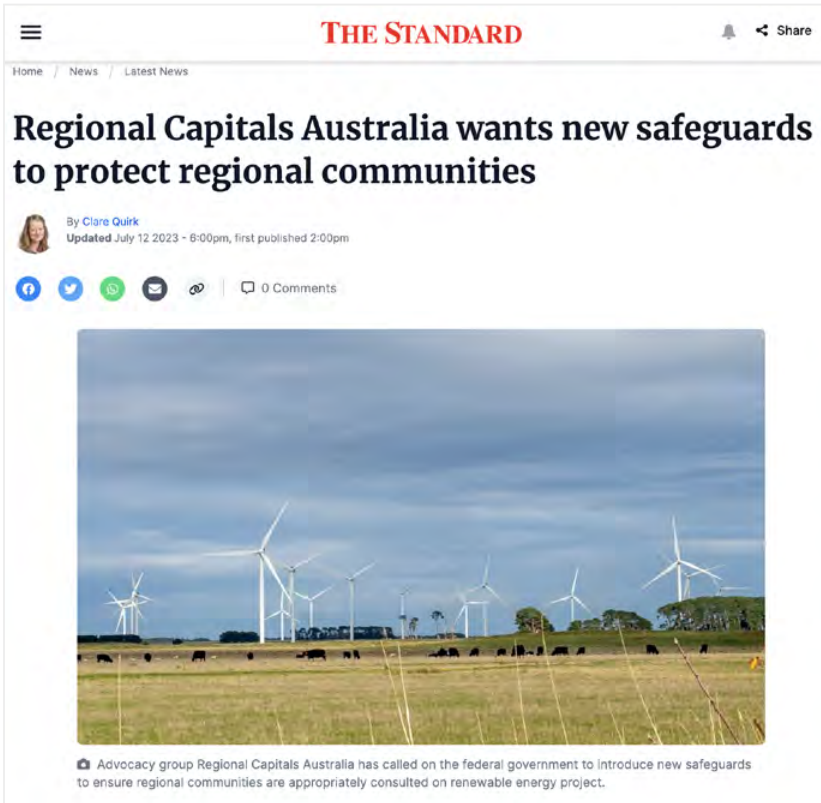 THE STANDARD
Share
Home / News / Latest News
Regional Capitals Australia wants new safeguards
to protect regional communities
By Clare Quirk
Updated July 12 2023 - 6:00pm, first published 2:00pm
0 Comments
Advocacy group Regional Capitals Australia has called on the federal government to introduce new safeguards
to ensure regional communities are appropriately consulted on renewable energy project.